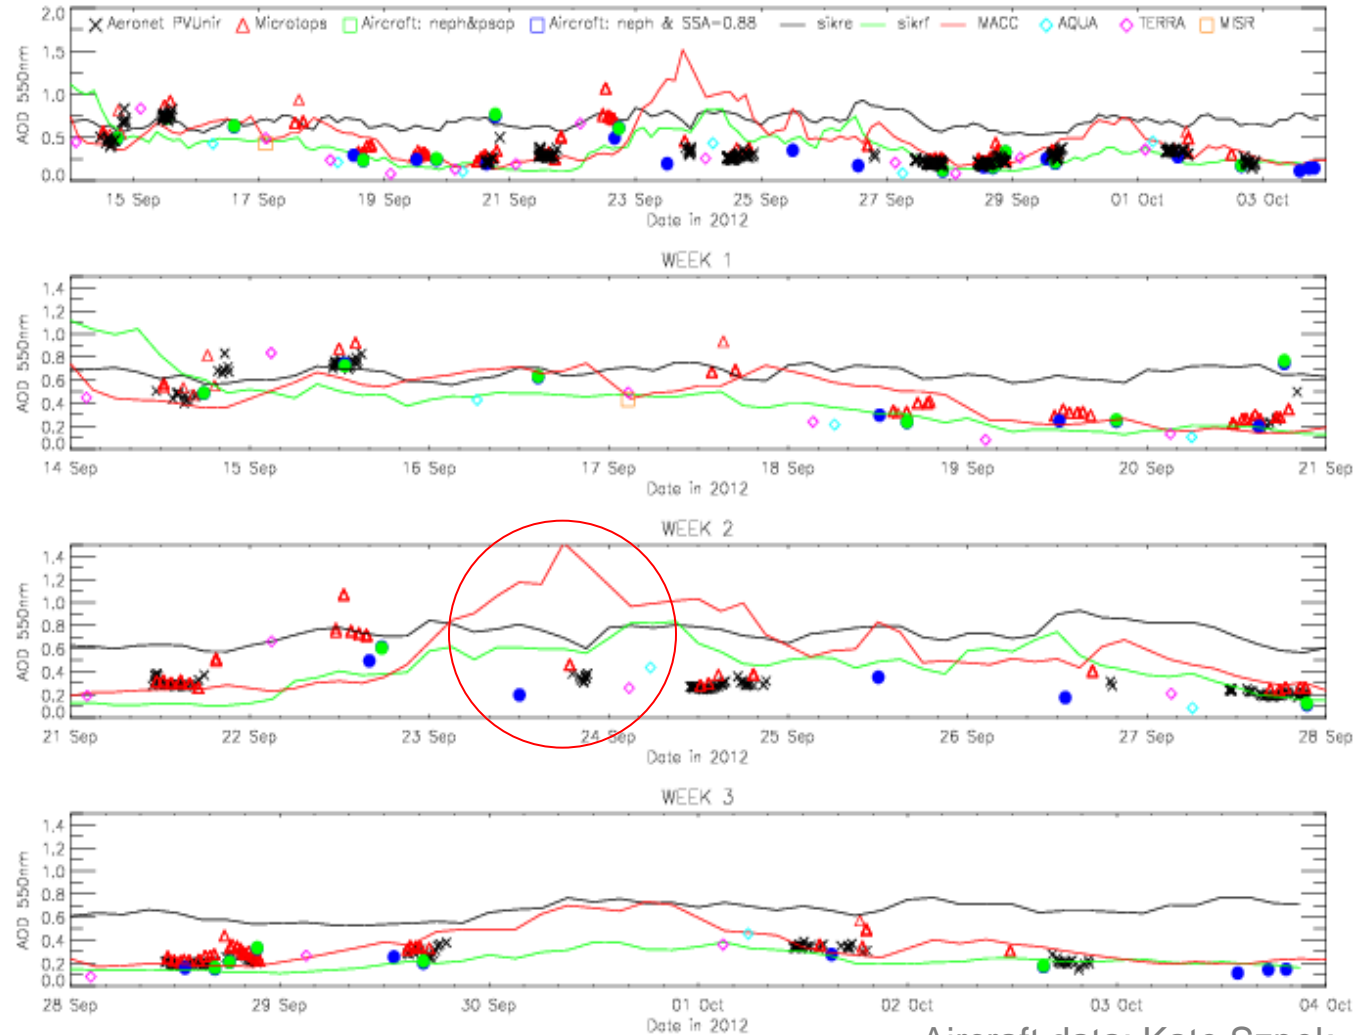 2.0
1.5
1.0
0.5
0.0
AOD 550nm
Aeronet PVUnir Microtops Aircraft: neph&psap Aircraft: neph & SSA=0.88 sikre sikrf MACC AQUA TERRA MISR
15 Sep 17 Sep 19 Sep 21 Sep 23 Sep 25 Sep 27 Sep 29 Sep 01 Oct 03 Oct
Date in 2012
WEEK 1
1.4
1.2
1.0
0.8
0.6
0.4
0.2
0.0
AOD 550nm
14 Sep 15 Sep 16 Sep 17 Sep 18 Sep 19 Sep 20 Sep 21 Sep
Date in 2012
WEEK 2
1.4
1.2
1.0
0.8
0.6
0.4
0.2
0.0
AOD 550nm
21 Sep 22 Sep 23 Sep 24 Sep 25 Sep 26 Sep 27 Sep 28 Sep
Date in 2012
WEEK 3
1.4
1.2
1.0
0.8
0.6
0.4
0.2
0.0
AOD 550nm
28 Sep 29 Sep 30 Sep 01 Oct 02 Oct 03 Oct 04 Oct
Date in 2012
Aircraft data: Kate